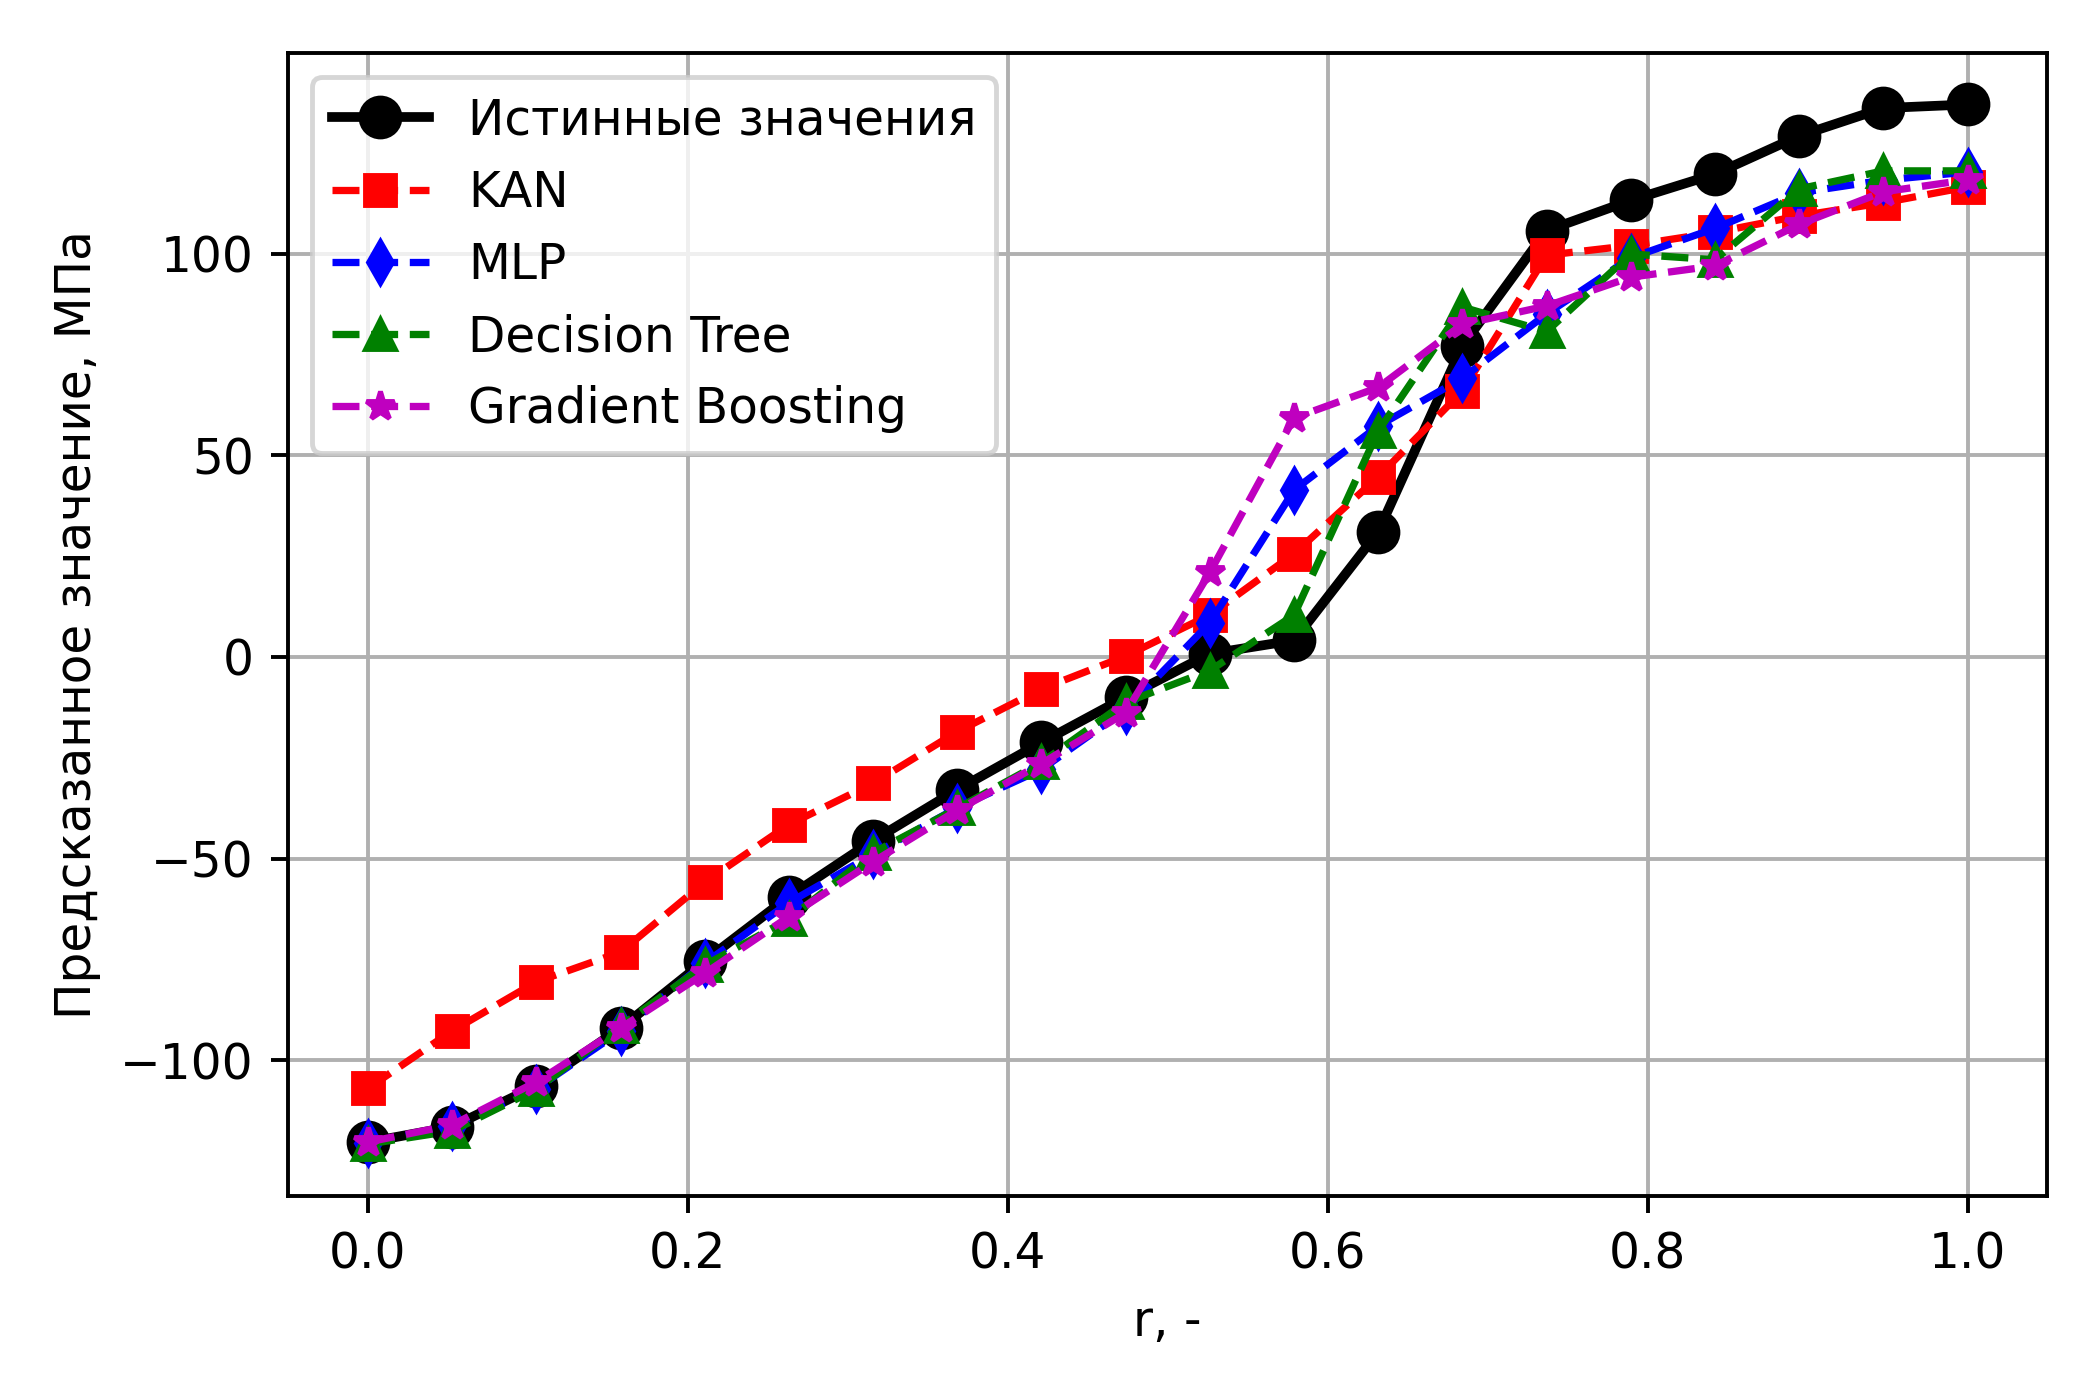 Истинные значения
KAN
MLP
Decision Tree
Gradient Boosting
Предсказанное значение, МПа
100
50
0
−50
−100
0.0 0.2 0.4 0.6 0.8 1.0
r, -